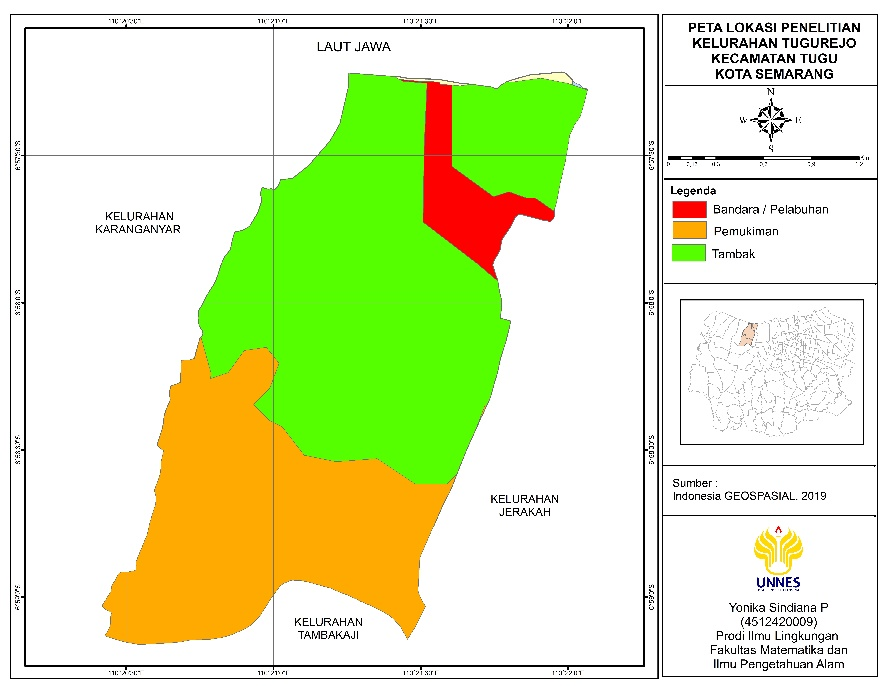 LAUT JAWA
KELURAHAN
KARANGANYAR
KELURAHAN
JERAKAH
KELURAHAN
TAMBAKAJI
PETA LOKASI PENELITIAN
KELURAHAN TUGUREJO
KECAMATAN TUGU
KOTA SEMARANG
N
W E
S
Legenda
Bandara / Pelabuhan
Pemukiman
Tambak
Sumber :
Indonesia GEOSPASIAL. 2019
UNNES
Yonika Sindiana P
(4512420009)
Prodi Ilmu Lingkungan
Fakultas Matematika dan
Ilmu Pengetahuan Alam